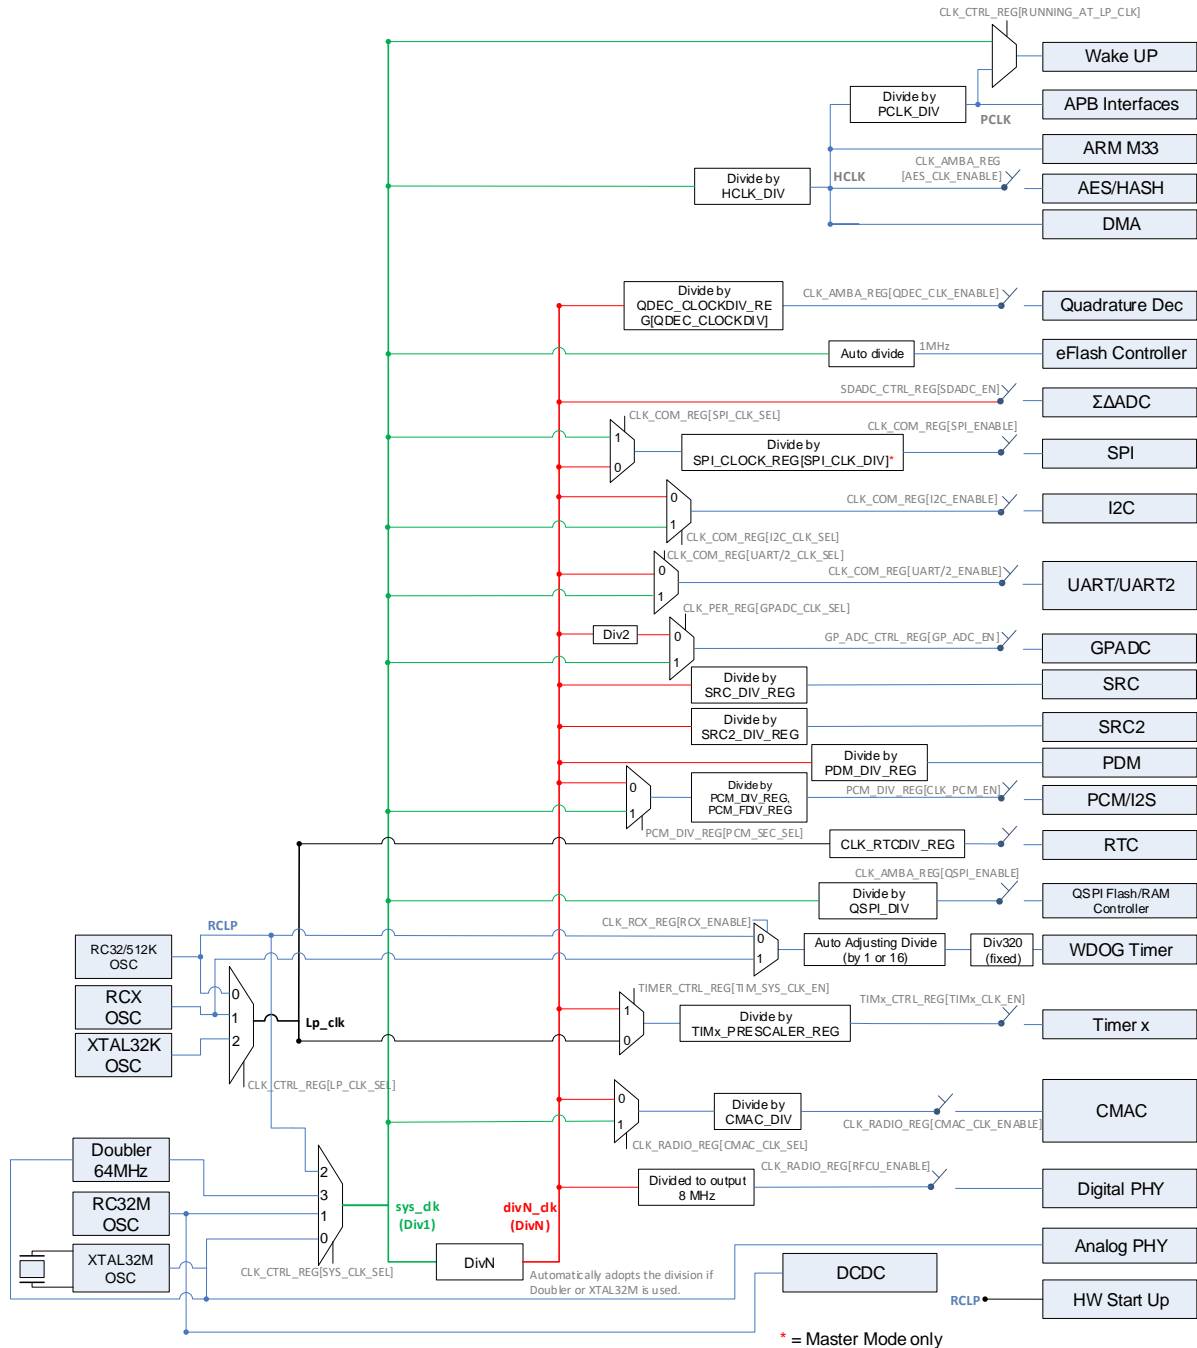 CLK_CTRL_REG[RUNNING_AT_LP_CLK]
Wake UP
Divide by
PCLK_DIV
PCLK
APB Interfaces
ARM M33
CLK_AMBA_REG
[AES_CLK_ENABLE]
Divide by
HCLK_DIV
HCLK
AES/HASH
DMA
Divide by
QDEC_CLOCKDIV_RE
G[QDEC_CLOCKDIV]
CLK_AMBA_REG[QDEC_CLK_ENABLE]
Quadrature Dec
Auto divide
1MHz
eFlash Controller
SDADC_CTRL_REG[SDADC_EN]
ΣΔADC
CLK_COM_REG[SPI_CLK_SEL]
1
0
Divide by
SPI_CLOCK_REG[SPI_CLK_DIV]*
CLK_COM_REG[SPI_ENABLE]
SPI
0
1
CLK_COM_REG[I2C_ENABLE]
I2C
CLK_COM_REG[I2C_CLK_SEL]
CLK_COM_REG[UART/2_CLK_SEL]
0
1
CLK_COM_REG[UART/2_ENABLE]
UART/UART2
CLK_PER_REG[GPADC_CLK_SEL]
Div2
0
1
GP_ADC_CTRL_REG[GP_ADC_EN]
GPADC
Divide by
SRC_DIV_REG
SRC
Divide by
SRC2_DIV_REG
SRC2
Divide by
PDM_DIV_REG
PDM
0
1
Divide by
PCM_DIV_REG,
PCM_FDIV_REG
PCM_DIV_REG[CLK_PCM_EN]
PCM/I2S
PCM_DIV_REG[PCM_SEC_SEL]
CLK_RTCDIV_REG
RTC
CLK_AMBA_REG[QSPI_ENABLE]
Divide by
QSPI_DIV
QSPI Flash/RAM
Controller
RCLP
CLK_RCX_REG[RCX_ENABLE]
0
1
Auto Adjusting Divide
(by 1 or 16)
Div320
(fixed)
WDOG Timer
RC32/512K
OSC
RCX
OSC
XTAL32K
OSC
0
1
2
Lp_clk
CLK_CTRL_REG[LP_CLK_SEL]
TIMER_CTRL_REG[TIM_SYS_CLK_EN]
1
0
Divide by
TIMx_PRESCALER_REG
TIMx_CTRL_REG[TIMx_CLK_EN]
Timer x
0
1
Divide by
CMAC_DIV
CMAC
CLK_RADIO_REG[CMAC_CLK_ENABLE]
CLK_RADIO_REG[CMAC_CLK_SEL]
Doubler
64MHz
RC32M
OSC
XTAL32M
OSC
2
3
1
0
CLK_CTRL_REG[SYS_CLK_SEL]
sys_clk
(Div1)
divN_clk
(DivN)
Divided to output
8 MHz
CLK_RADIO_REG[RFCU_ENABLE]
Digital PHY
DivN
Automatically adopts the division if
Doubler or XTAL32M is used.
Analog PHY
DCDC
RCLP
HW Start Up
* = Master Mode only